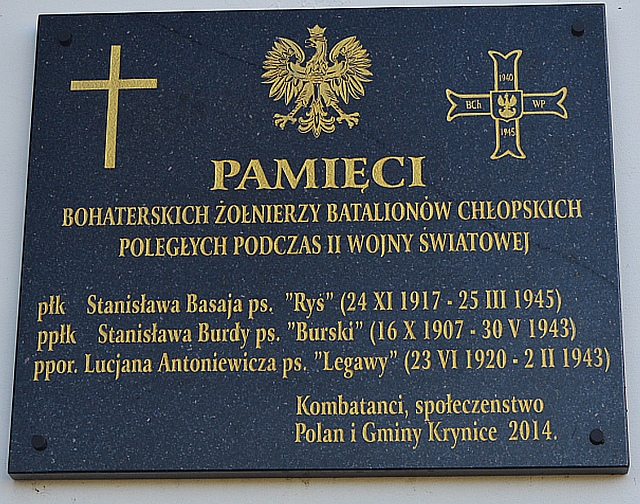 1940
BCh WP
1945
PAMIĘCI
BOHATERSKICH ŻOŁNIERZY BATALIONÓW CHŁOPSKICH
POLEGŁYCH PODCZAS II WOJNY ŚWIATOWEJ
płk Stanisława Basaja ps. "Ryś" (24 XI 1917 - 25 III 1945)
ppłk Stanisława Burdy ps. "Burski" (16 X 1907 - 30 V 1943)
ppor. Lucjana Antoniewicza ps. "Legawy" (23 VI 1920 - 2 II 1943)
Kombatanci, społeczeństwo
Polan i Gminy Krynice 2014.